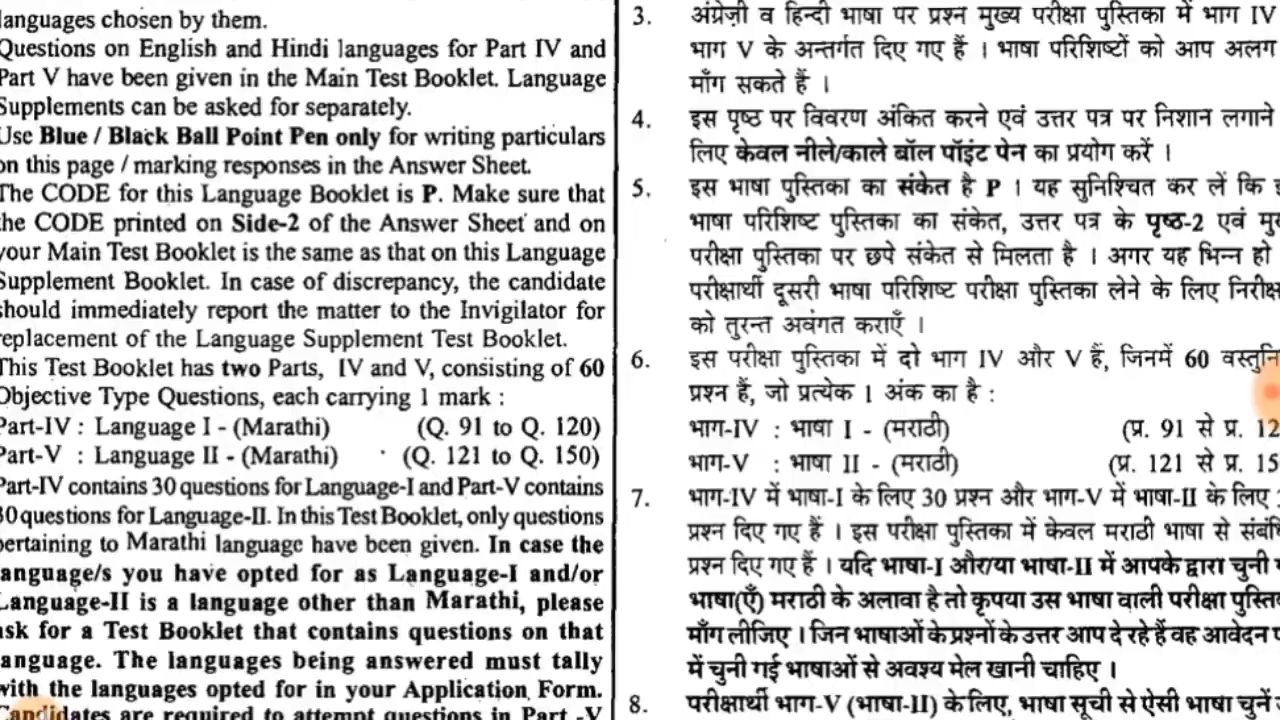 languages chosen by them.
Questions on English and Hindi languages for Part IV and
Part V have been given in the Main Test Booklet. Language
Supplements can be asked for separately.
Use Blue / Black Ball Point Pen only for writing particulars
on this page / marking responses in the Answer Sheet.
The CODE for this Language Booklet is P. Make sure that
the CODE printed on Side-2 of the Answer Sheet and on
your Main Test Booklet is the same as that on this Language
Supplement Booklet. In case of discrepancy, the candidate
should immediately report the matter to the Invigilator for
replacement of the Language Supplement Test Booklet.
This Test Booklet has two Parts, IV and V, consisting of 60
Objective Type Questions, each carrying 1 mark :
Part-IV : Language I - (Marathi) (Q. 91 to Q. 120)
Part-V : Language II - (Marathi) (Q. 121 to Q. 150)
Part-IV contains 30 questions for Language-I and Part-V contains
30 questions for Language-II. In this Test Booklet, only questions
pertaining to Marathi language have been given. In case the
language/s you have opted for as Language-I and/or
Language-II is a language other than Marathi, please
ask for a Test Booklet that contains questions on that
language. The languages being answered must tally
with the languages opted for in your Application Form.
Candidates are required to attempt questions in Part -V
3. अंग्रेज़ी व हिन्दी भाषा पर प्रश्न मुख्य परीक्षा पुस्तिका में भाग IV
भाग V के अन्तर्गत दिए गए हैं । भाषा परिशिष्टों को आप अलग
माँग सकते हैं ।
4. इस पृष्ठ पर विवरण अंकित करने एवं उत्तर पत्र पर निशान लगाने
लिए केवल नीले/काले बॉल पॉइंट पेन का प्रयोग करें ।
5. इस भाषा पुस्तिका का संकेत है P । यह सुनिश्चित कर लें कि
भाषा परिशिष्ट पुस्तिका का संकेत, उत्तर पत्र के पृष्ठ-2 एवं
परीक्षा पुस्तिका पर छपे संकेत से मिलता है । अगर यह भिन्न हो
परीक्षार्थी दूसरी भाषा परिशिष्ट परीक्षा पुस्तिका लेने के लिए
को तुरन्त अवगत कराएँ ।
6. इस परीक्षा पुस्तिका में दो भाग IV और V हैं, जिनमें 60
प्रश्न हैं, जो प्रत्येक 1 अंक का है :
भाग-IV : भाषा I - (मराठी) (प्र. 91 से प्र. 12
भाग-V : भाषा II - (मराठी) (प्र. 121 से प्र. 15
7. भाग-IV में भाषा-I के लिए 30 प्रश्न और भाग-V में भाषा-II के लिए
प्रश्न दिए गए हैं । इस परीक्षा पुस्तिका में केवल मराठी भाषा से
प्रश्न दिए गए हैं । यदि भाषा-I और/या भाषा-II में आपके द्वारा चुनी
भाषा(एँ) मराठी के अलावा है तो कृपया उस भाषा वाली परीक्षा
माँग लीजिए । जिन भाषाओं के प्रश्नों के उत्तर आप दे रहे हैं वह आवेदन
में चुनी गई भाषाओं से अवश्य मेल खानी चाहिए ।
8. परीक्षार्थी भाग-V (भाषा-II) के लिए, भाषा सूची से ऐसी भाषा चुनें